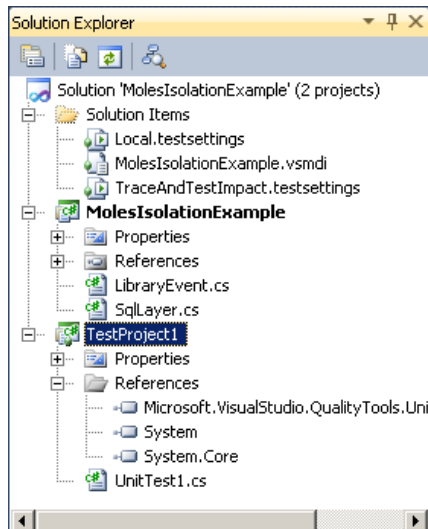 Solution Explorer
Solution 'MolesIsolationExample' (2 projects)
Solution Items
Local.testsettings
MolesIsolationExample.vsmdi
TraceAndTestImpact.testsettings
MolesIsolationExample
Properties
References
LibraryEvent.cs
SqlLayer.cs
TestProject1
Properties
References
Microsoft.VisualStudio.QualityTools.Uni
System
System.Core
UnitTest1.cs